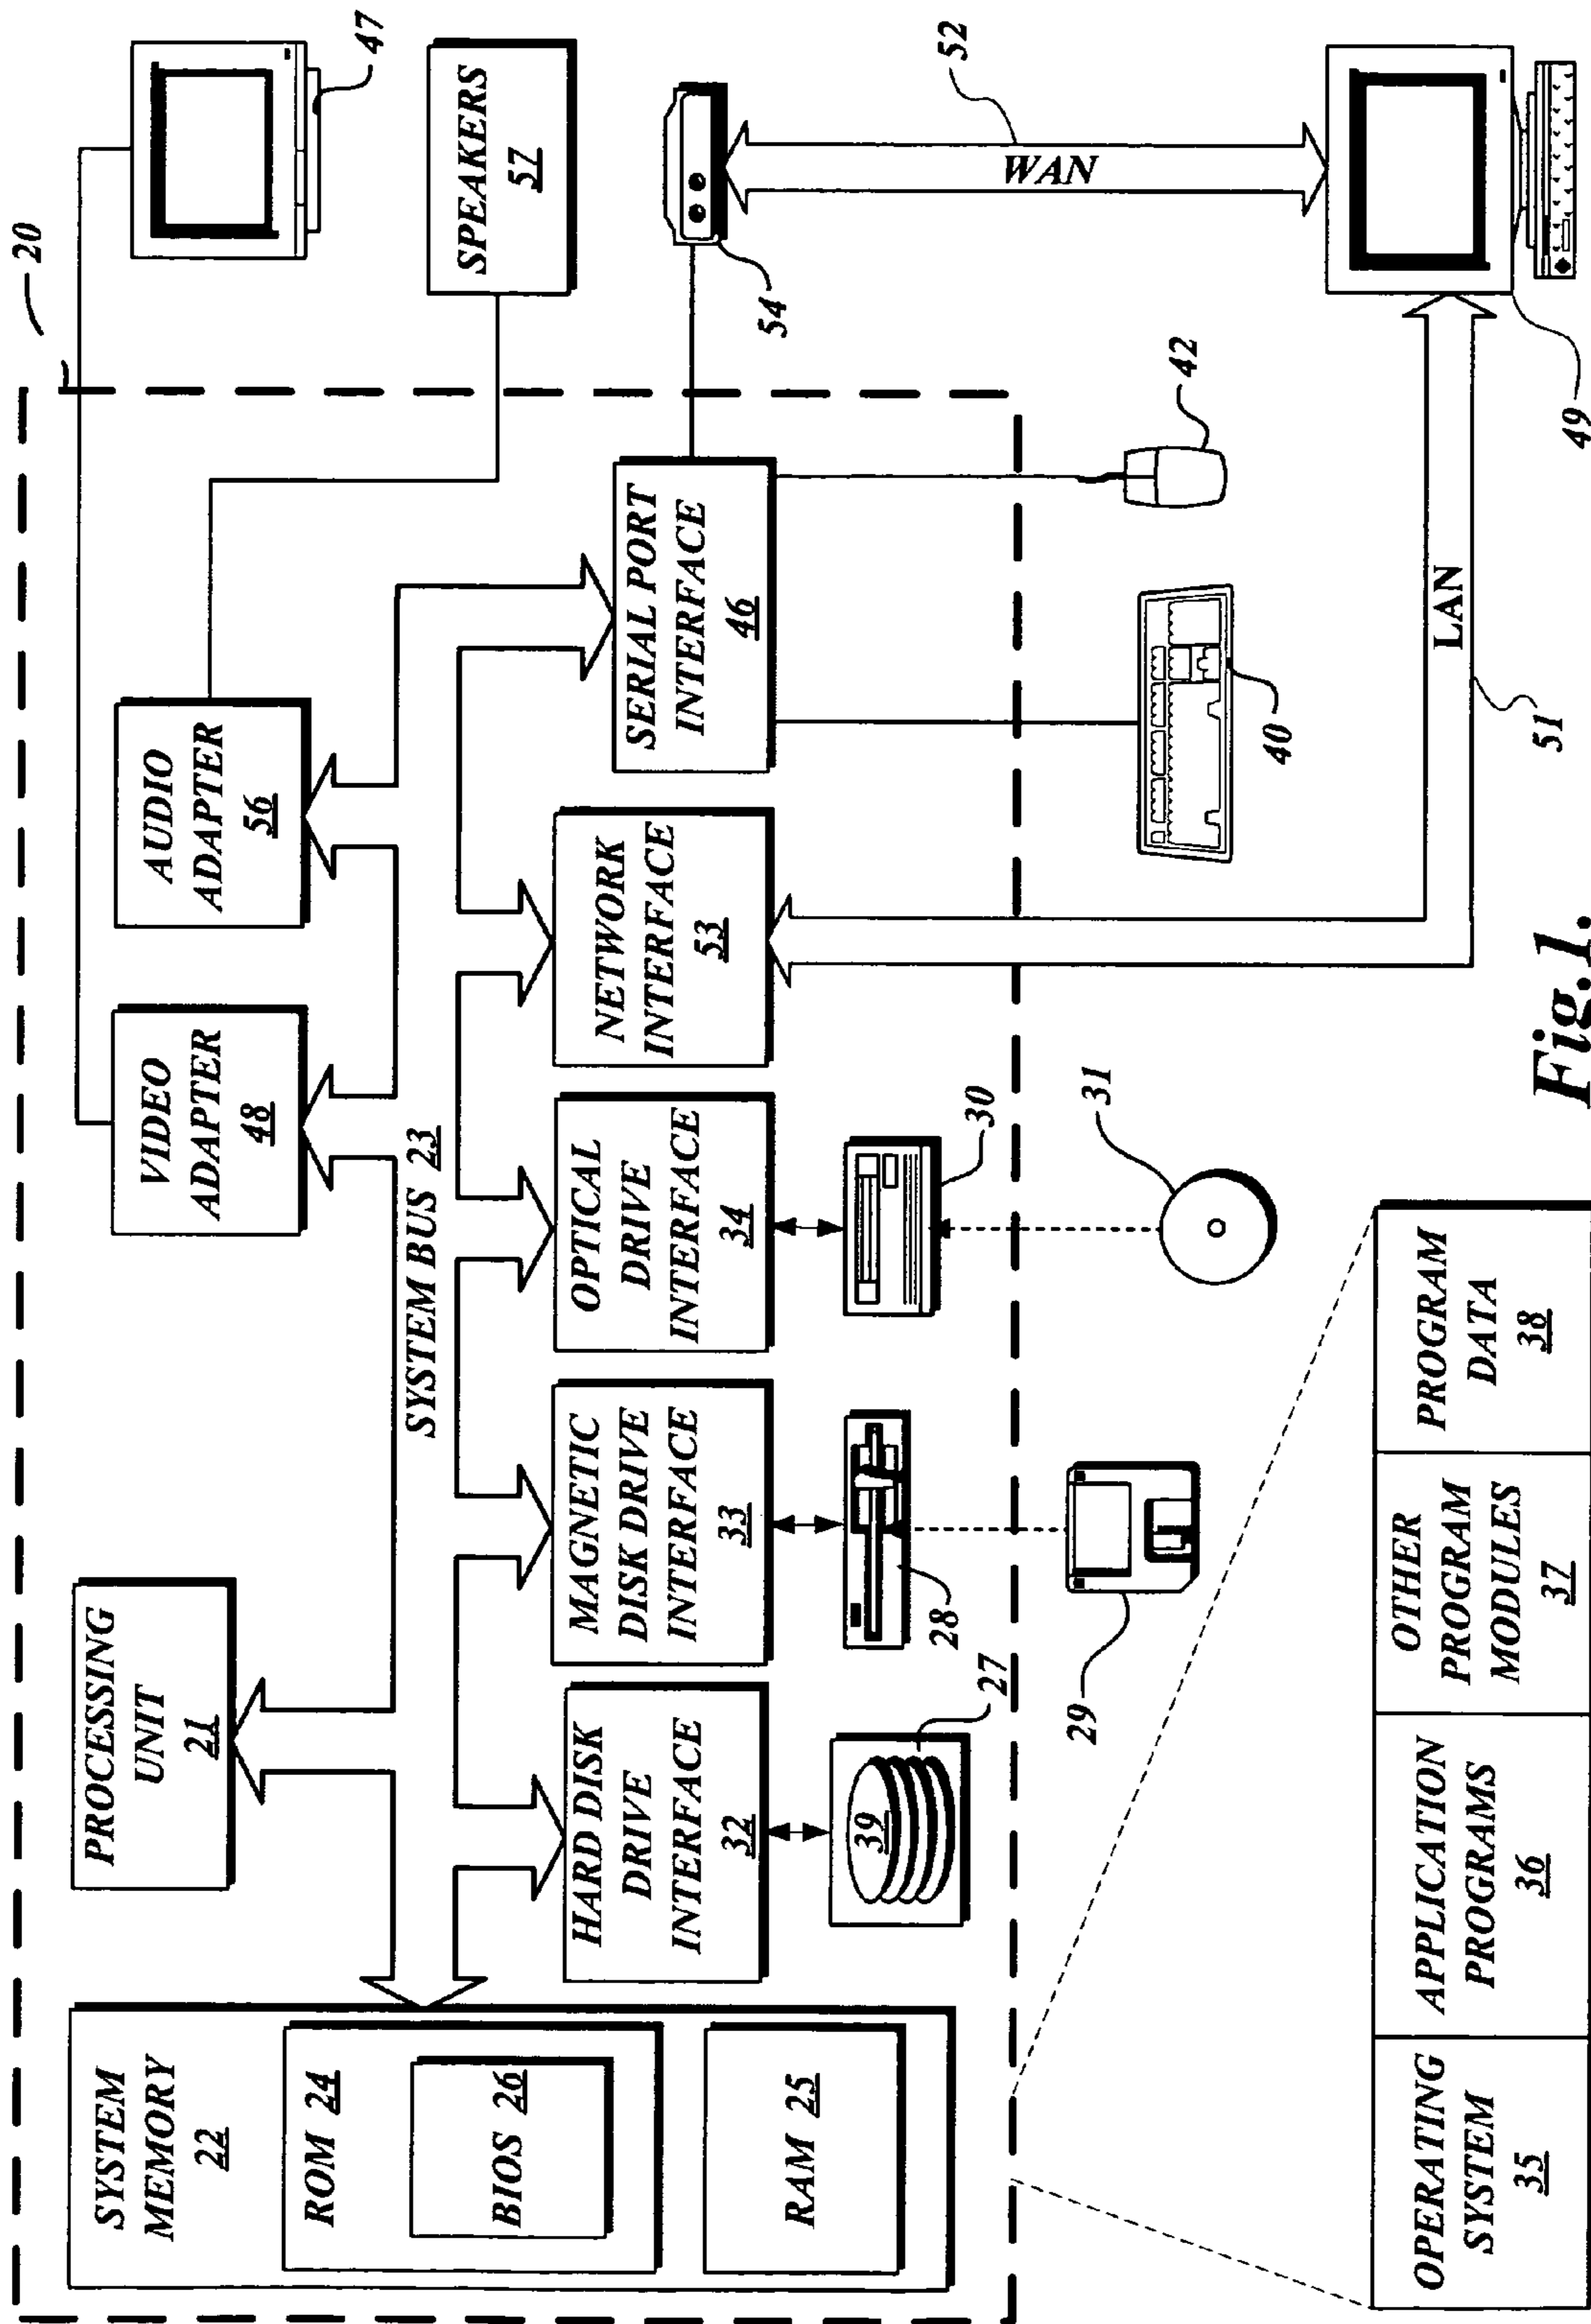 20
SYSTEM
MEMORY
22
ROM 24
BIOS 26
RAM 25
PROCESSING
UNIT
21
VIDEO
ADAPTER
48
AUDIO
ADAPTER
56
47
SPEAKERS
57
SYSTEM BUS 23
HARD DISK
DRIVE
INTERFACE
32
MAGNETIC
DISK DRIVE
INTERFACE
33
OPTICAL
DRIVE
INTERFACE
34
NETWORK
INTERFACE
53
SERIAL PORT
INTERFACE
46
54
39
27
28
30
52
WAN
29
31
40
42
OPERATING
SYSTEM
35
APPLICATION
PROGRAMS
36
OTHER
PROGRAM
MODULES
37
PROGRAM
DATA
38
LAN
51
49
Fig.1.